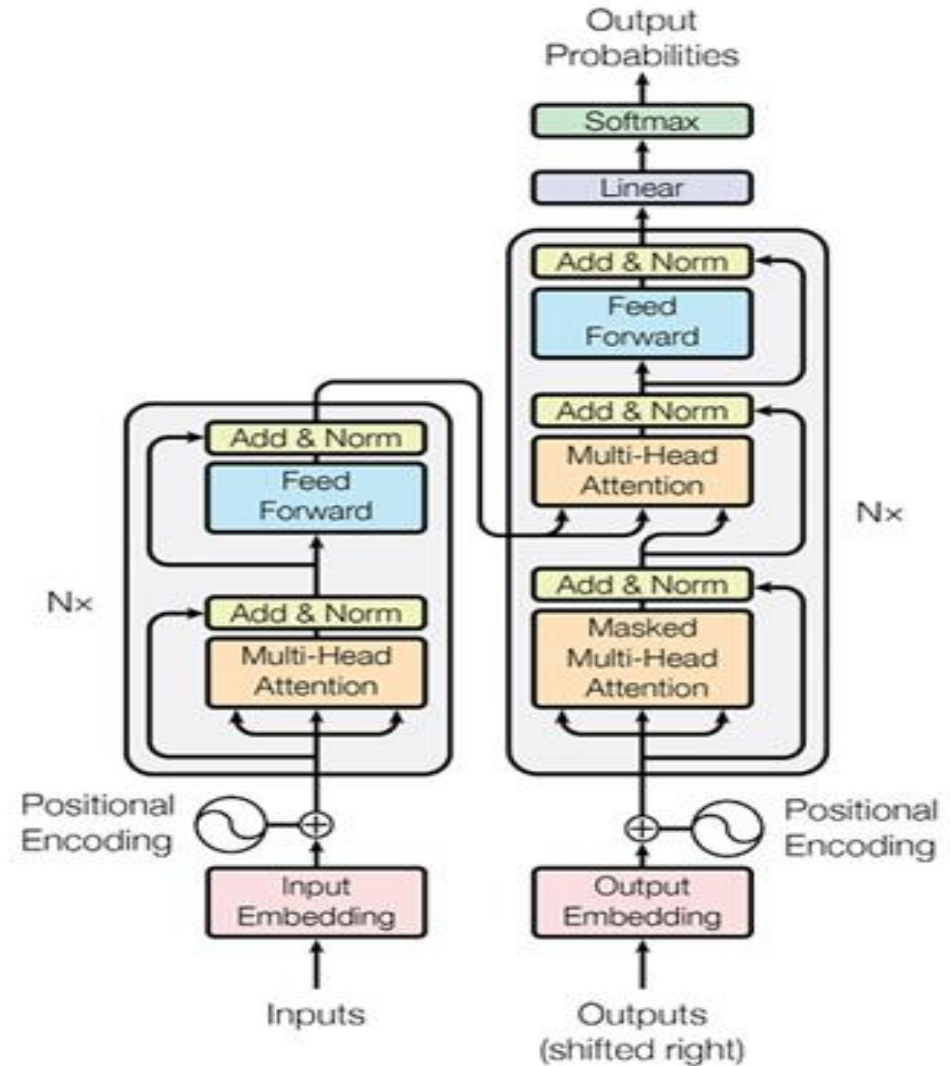 Output
Probabilities
Softmax
Linear
Add & Norm
Feed
Forward
Add & Norm
Multi-Head
Attention
Nx
Add & Norm
Masked
Multi-Head
Attention
Add & Norm
Feed
Forward
Nx
Add & Norm
Multi-Head
Attention
Positional
Encoding
Positional
Encoding
Input
Embedding
Output
Embedding
Inputs
Outputs
(shifted right)